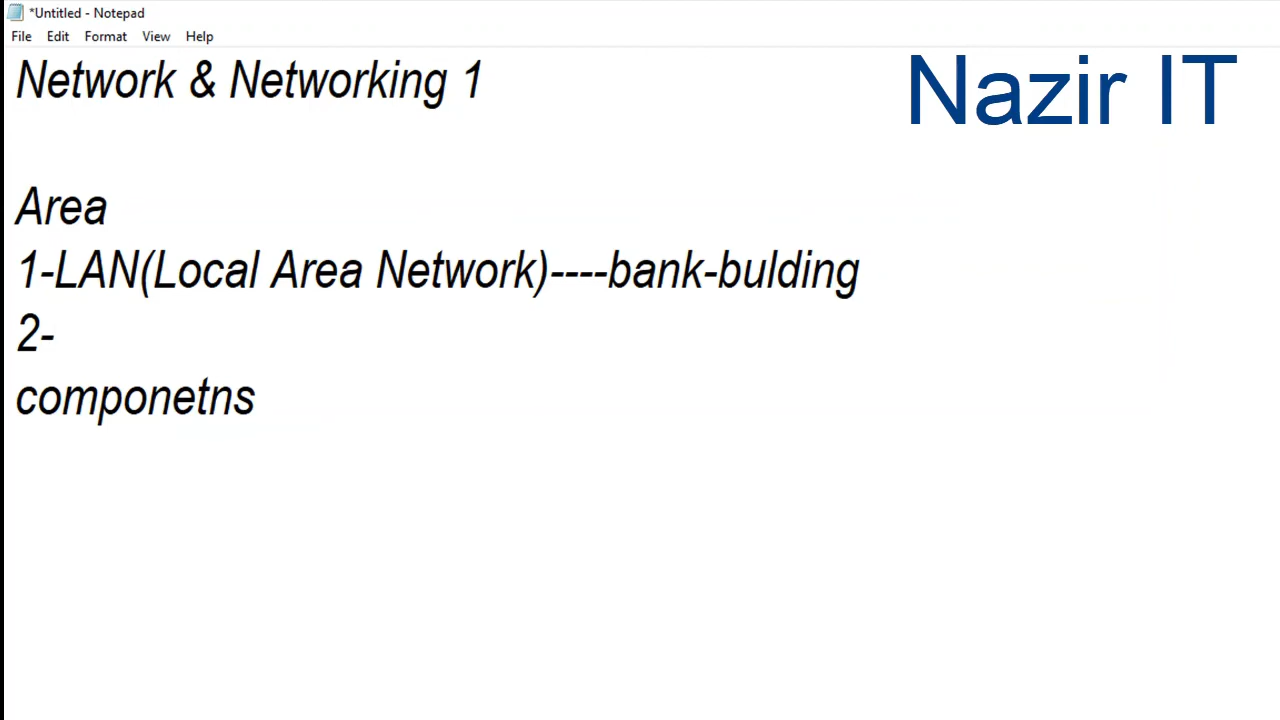 *Untitled - Notepad
File Edit Format View Help
Network & Networking 1
Nazir IT
Area
1-LAN(Local Area Network)----bank-bulding
2-
componetns